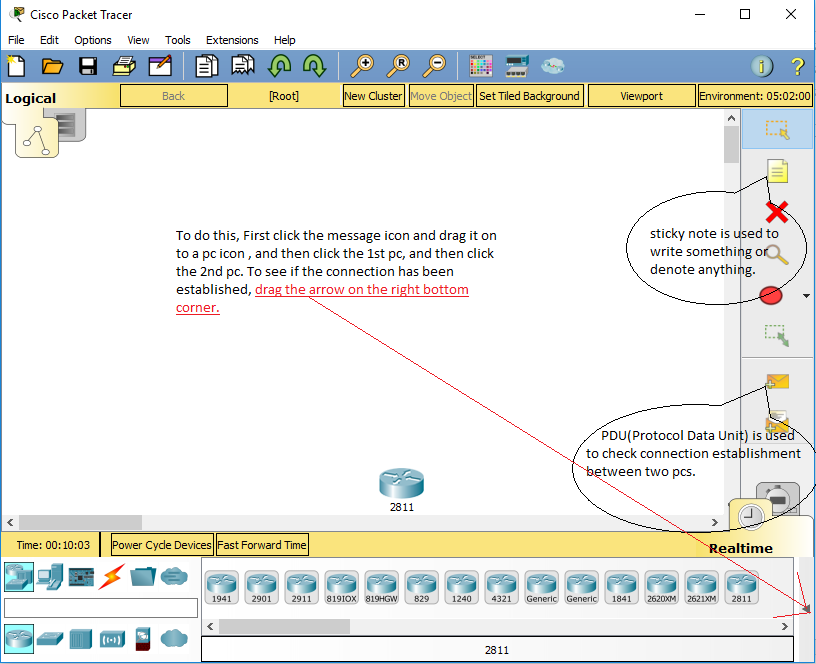 Cisco Packet Tracer
File Edit Options View Tools Extensions Help
Logical
Back
[Root]
New Cluster
Move Object
Set Tiled Background
Viewport
Environment: 05:02:00
To do this, First click the message icon and drag it on
to a pc icon , and then click the 1st pc, and then click
the 2nd pc. To see if the connection has been
established, drag the arrow on the right bottom
corner.
sticky note is used to
write something or
denote anything.
PDU(Protocol Data Unit) is used
to check connection establishment
between two pcs.
2811
Time: 00:10:03
Power Cycle Devices
Fast Forward Time
Realtime
1941
2901
2911
819IOX
819HGW
829
1240
4321
Generic
Generic
1841
2620XM
2621XM
2811
2811